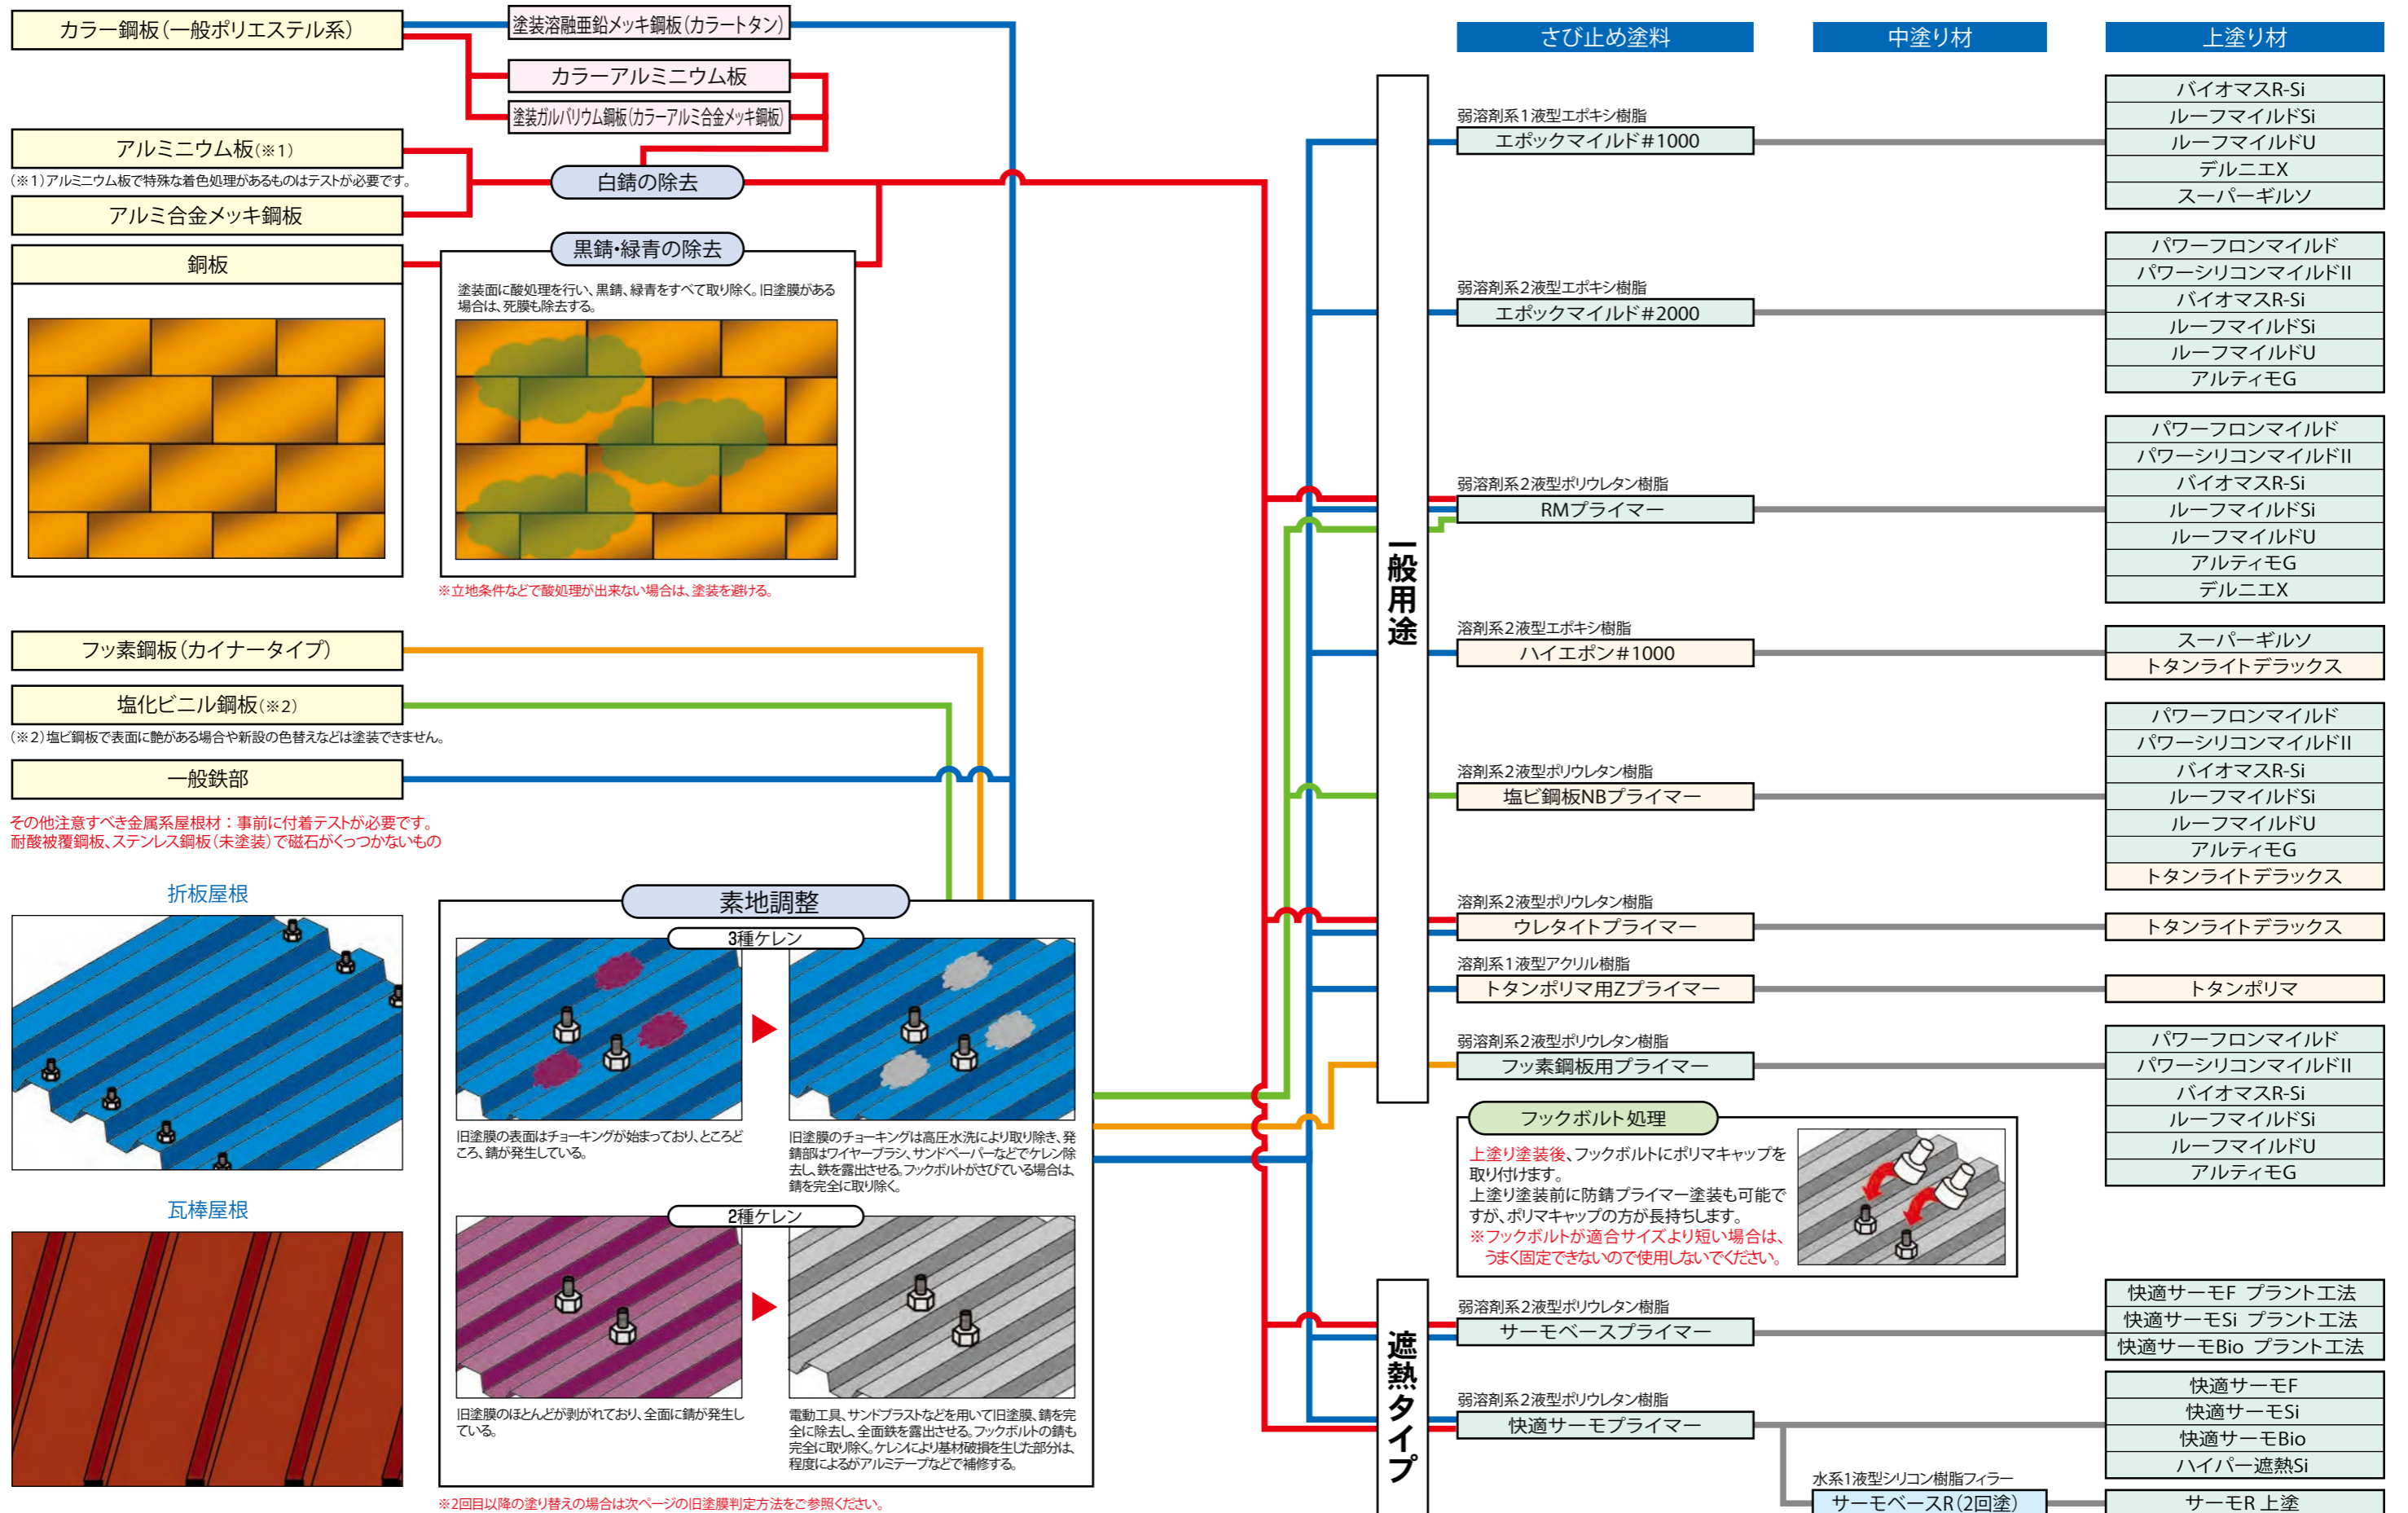 カラー鋼板（一般ポリエステル系）
塗装溶融亜鉛メッキ鋼板（カラートタン）
カラーアルミニウム板
塗装ガルバリウム鋼板（カラーアルミ合金メッキ鋼板）
アルミニウム板（※1）
（※1）アルミニウム板で特殊な着色処理があるものはテストが必要です。
アルミ合金メッキ鋼板
白錆の除去
銅板
黒錆・緑青の除去
塗装面に酸処理を行い、黒錆、緑青をすべて取り除く。旧塗膜がある
場合は、死膜も除去する。
※立地条件などで酸処理が出来ない場合は、塗装を避ける。
フッ素鋼板（カイナータイプ）
塩化ビニル鋼板（※2）
（※2）塩ビ鋼板で表面に艶がある場合や新設の色替えなどは塗装できません。
一般鉄部
その他注意すべき金属系屋根材：事前に付着テストが必要です。
耐酸被覆鋼板、ステンレス鋼板（未塗装）で磁石がくっつかないもの
折板屋根
瓦棒屋根
素地調整
3種ケレン
旧塗膜の表面はチョーキングが始まっており、ところど
ころ、錆が発生している。
旧塗膜のチョーキングは高圧水洗により取り除き、発
錆部はワイヤーブラシ、サンドペーパーなどでケレン除
去し、鉄を露出させる。フックボルトがさびている場合は、
錆を完全に取り除く。
2種ケレン
旧塗膜のほとんどが剥がれており、全面に錆が発生し
ている。
電動工具、サンドブラストなどを用いて旧塗膜、錆を完
全に除去し、全面鉄を露出させる。フックボルトの錆も
完全に取り除く。ケレンにより基材破損を生じた部分は、
程度によるがアルミテープなどで補修する。
※2回目以降の塗り替えの場合は次ページの旧塗膜判定方法をご参照ください。
さび止め塗料
中塗り材
上塗り材
一般用途
弱溶剤系1液型エポキシ樹脂
エポックマイルド＃1000
バイオマスR-Si
ルーフマイルドSi
ルーフマイルドU
デルニエX
スーパーギルソ
弱溶剤系2液型エポキシ樹脂
エポックマイルド＃2000
パワーフロンマイルド
パワーシリコンマイルドII
バイオマスR-Si
ルーフマイルドSi
ルーフマイルドU
アルティモG
弱溶剤系2液型ポリウレタン樹脂
RMプライマー
パワーフロンマイルド
パワーシリコンマイルドII
バイオマスR-Si
ルーフマイルドSi
ルーフマイルドU
アルティモG
デルニエX
溶剤系2液型エポキシ樹脂
ハイエポン＃1000
スーパーギルソ
トタンライトデラックス
溶剤系2液型ポリウレタン樹脂
塩ビ鋼板NBプライマー
パワーフロンマイルド
パワーシリコンマイルドII
バイオマスR-Si
ルーフマイルドSi
ルーフマイルドU
アルティモG
トタンライトデラックス
溶剤系2液型ポリウレタン樹脂
ウレタイトプライマー
トタンライトデラックス
溶剤系1液型アクリル樹脂
トタンポリマ用Zプライマー
トタンポリマ
弱溶剤系2液型ポリウレタン樹脂
フッ素鋼板用プライマー
パワーフロンマイルド
パワーシリコンマイルドII
バイオマスR-Si
ルーフマイルドSi
ルーフマイルドU
アルティモG
フックボルト処理
上塗り塗装後、フックボルトにポリマキャップを
取り付けます。
上塗り塗装前に防錆プライマー塗装も可能で
すが、ポリマキャップの方が長持ちします。
※フックボルトが適合サイズより短い場合は、
うまく固定できないので使用しないでください。
遮熱タイプ
弱溶剤系2液型ポリウレタン樹脂
サーモベースプライマー
快適サーモF プラント工法
快適サーモSi プラント工法
快適サーモBio プラント工法
弱溶剤系2液型ポリウレタン樹脂
快適サーモプライマー
快適サーモF
快適サーモSi
快適サーモBio
ハイパー遮熱Si
水系1液型シリコン樹脂フィラー
サーモベースR（2回塗）
サーモR 上塗